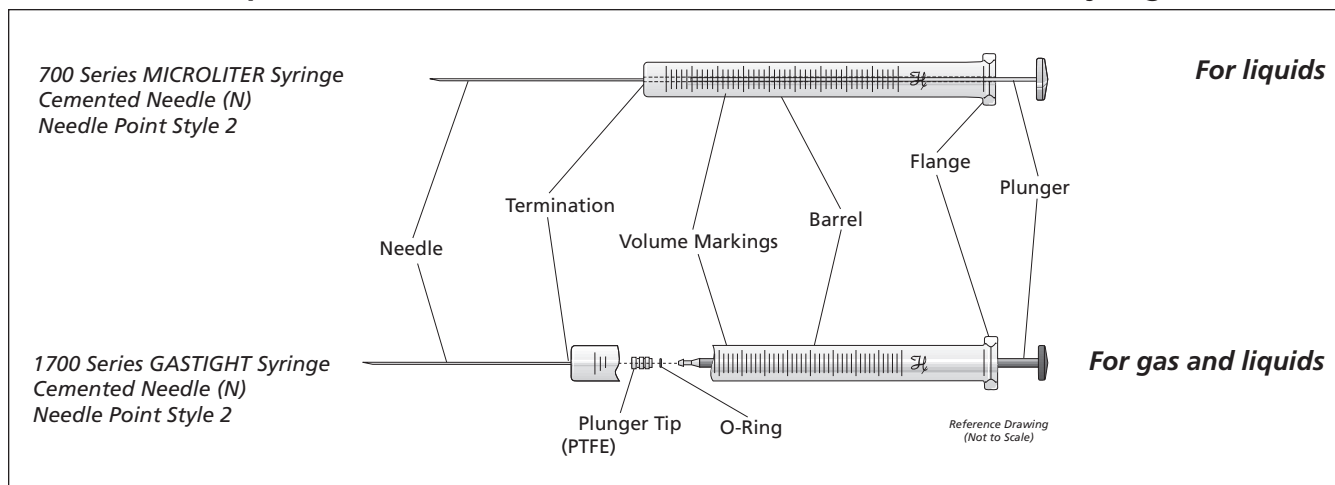 700 Series MICROLITER Syringe
Cemented Needle (N)
Needle Point Style 2
For liquids
Flange
Plunger
Termination
Barrel
Volume Markings
Needle
1700 Series GASTIGHT Syringe
Cemented Needle (N)
Needle Point Style 2
For gas and liquids
Plunger Tip
(PTFE)
O-Ring
Reference Drawing
(Not to Scale)